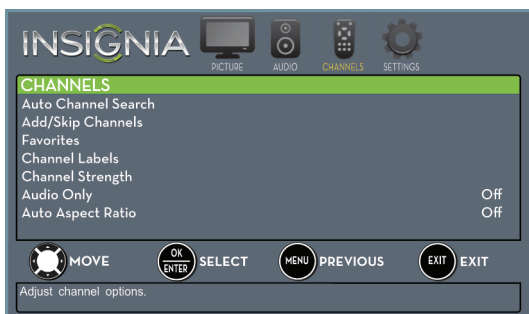 INSIGNIA
PICTURE AUDIO CHANNELS SETTINGS
CHANNELS
Auto Channel Search
Add/Skip Channels
Favorites
Channel Labels
Channel Strength
Audio Only Off
Auto Aspect Ratio Off
MOVE OK ENTER SELECT MENU PREVIOUS EXIT EXIT
Adjust channel options.